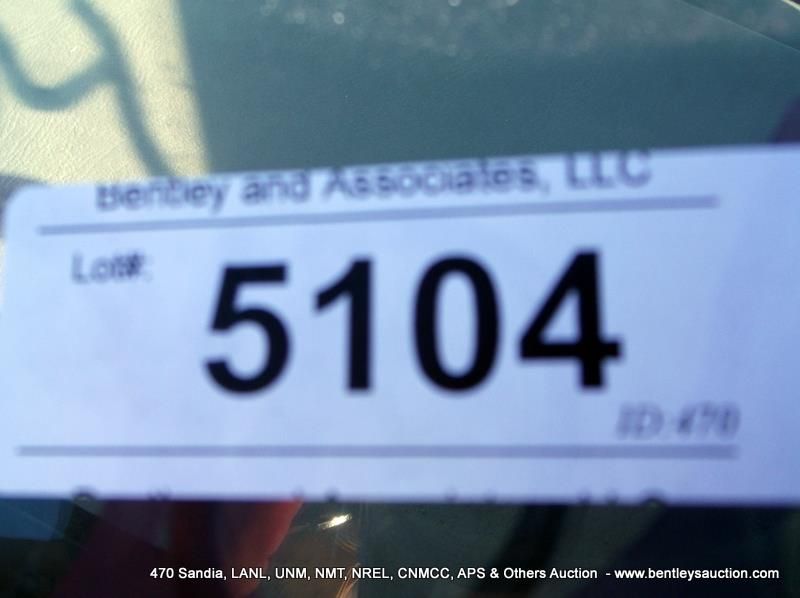 Bentley and Associates, LLC
Lot#:
5104
ID:470
470 Sandia, LANL, UNM, NMT, NREL, CNMCC, APS & Others Auction - www.bentleysauction.com